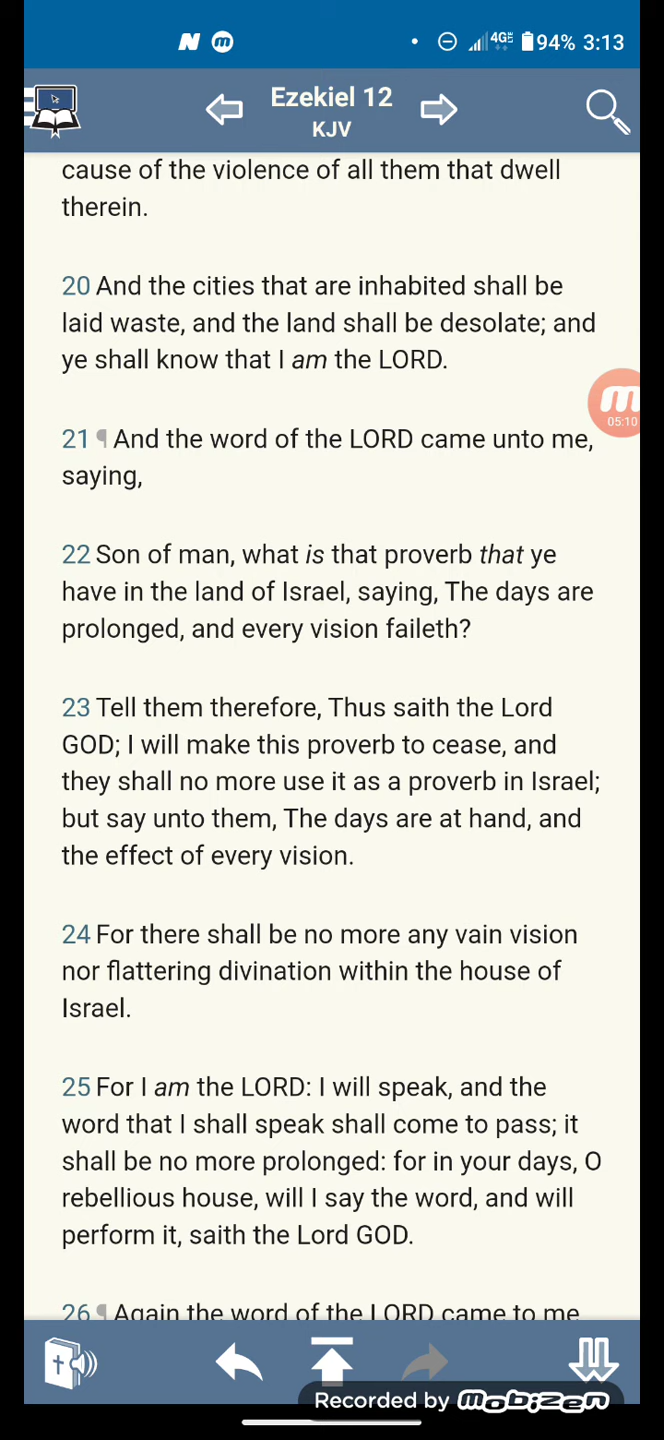 94% 3:13
Ezekiel 12
KJV
cause of the violence of all them that dwell
therein.
20 And the cities that are inhabited shall be
laid waste, and the land shall be desolate; and
ye shall know that I am the LORD.
05:10
21 ¶ And the word of the LORD came unto me,
saying,
22 Son of man, what is that proverb that ye
have in the land of Israel, saying, The days are
prolonged, and every vision faileth?
23 Tell them therefore, Thus saith the Lord
GOD; I will make this proverb to cease, and
they shall no more use it as a proverb in Israel;
but say unto them, The days are at hand, and
the effect of every vision.
24 For there shall be no more any vain vision
nor flattering divination within the house of
Israel.
25 For I am the LORD: I will speak, and the
word that I shall speak shall come to pass; it
shall be no more prolonged: for in your days, O
rebellious house, will I say the word, and will
perform it, saith the Lord GOD.
26 ¶ Again the word of the LORD came to me
Recorded by Mobizen